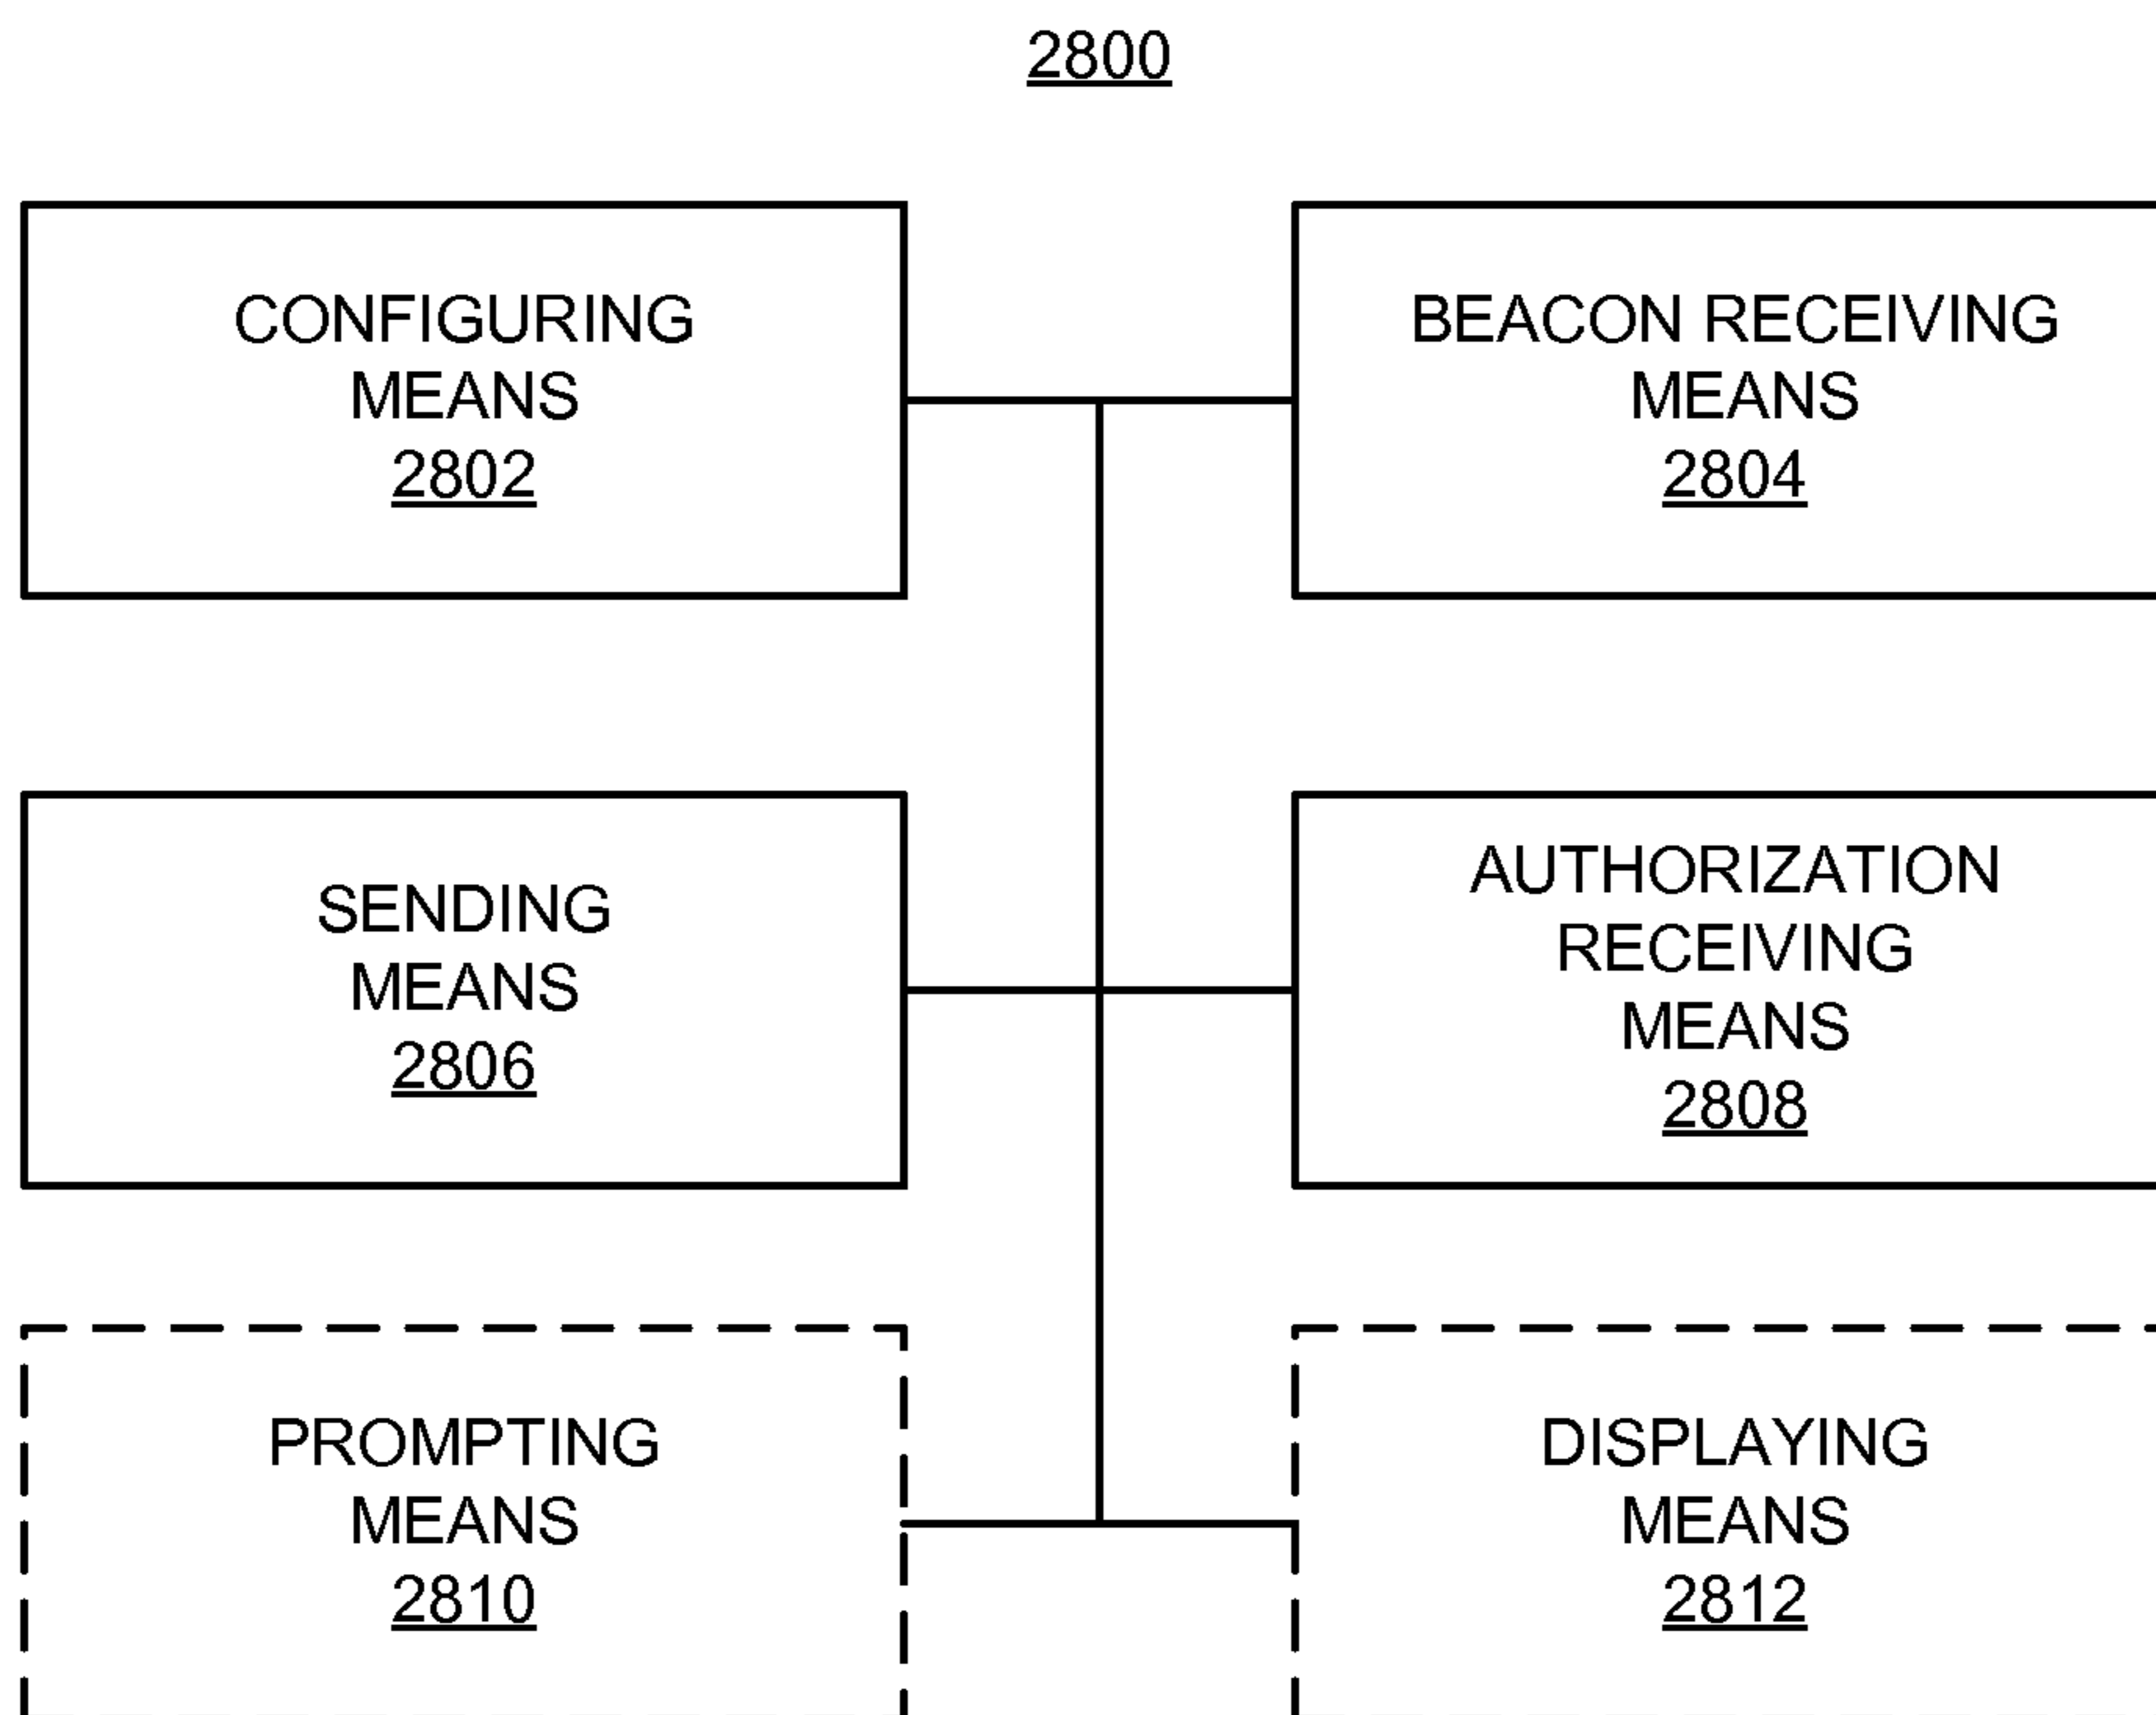 2800
CONFIGURING
MEANS
2802
BEACON RECEIVING
MEANS
2804
SENDING
MEANS
2806
AUTHORIZATION
RECEIVING
MEANS
2808
PROMPTING
MEANS
2810
DISPLAYING
MEANS
2812